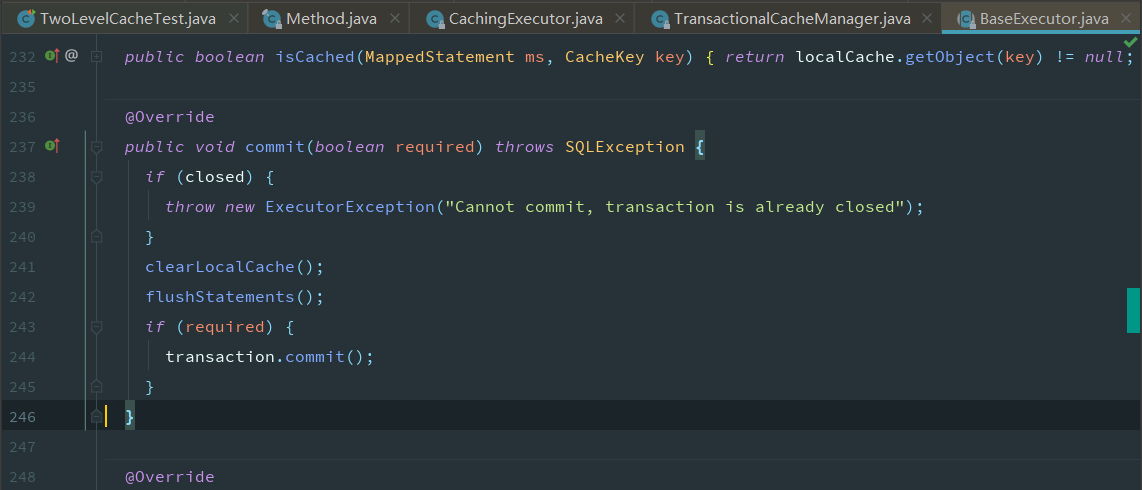 TwoLevelCacheTest.java Method.java CachingExecutor.java TransactionalCacheManager.java BaseExecutor.java
232 @ public boolean isCached(MappedStatement ms, CacheKey key) { return localCache.getObject(key) != null;
235
236 @Override
237 public void commit(boolean required) throws SQLException {
238 if (closed) {
239 throw new ExecutorException("Cannot commit, transaction is already closed");
240 }
241 clearLocalCache();
242 flushStatements();
243 if (required) {
244 transaction.commit();
245 }
246 }
247
248 @Override